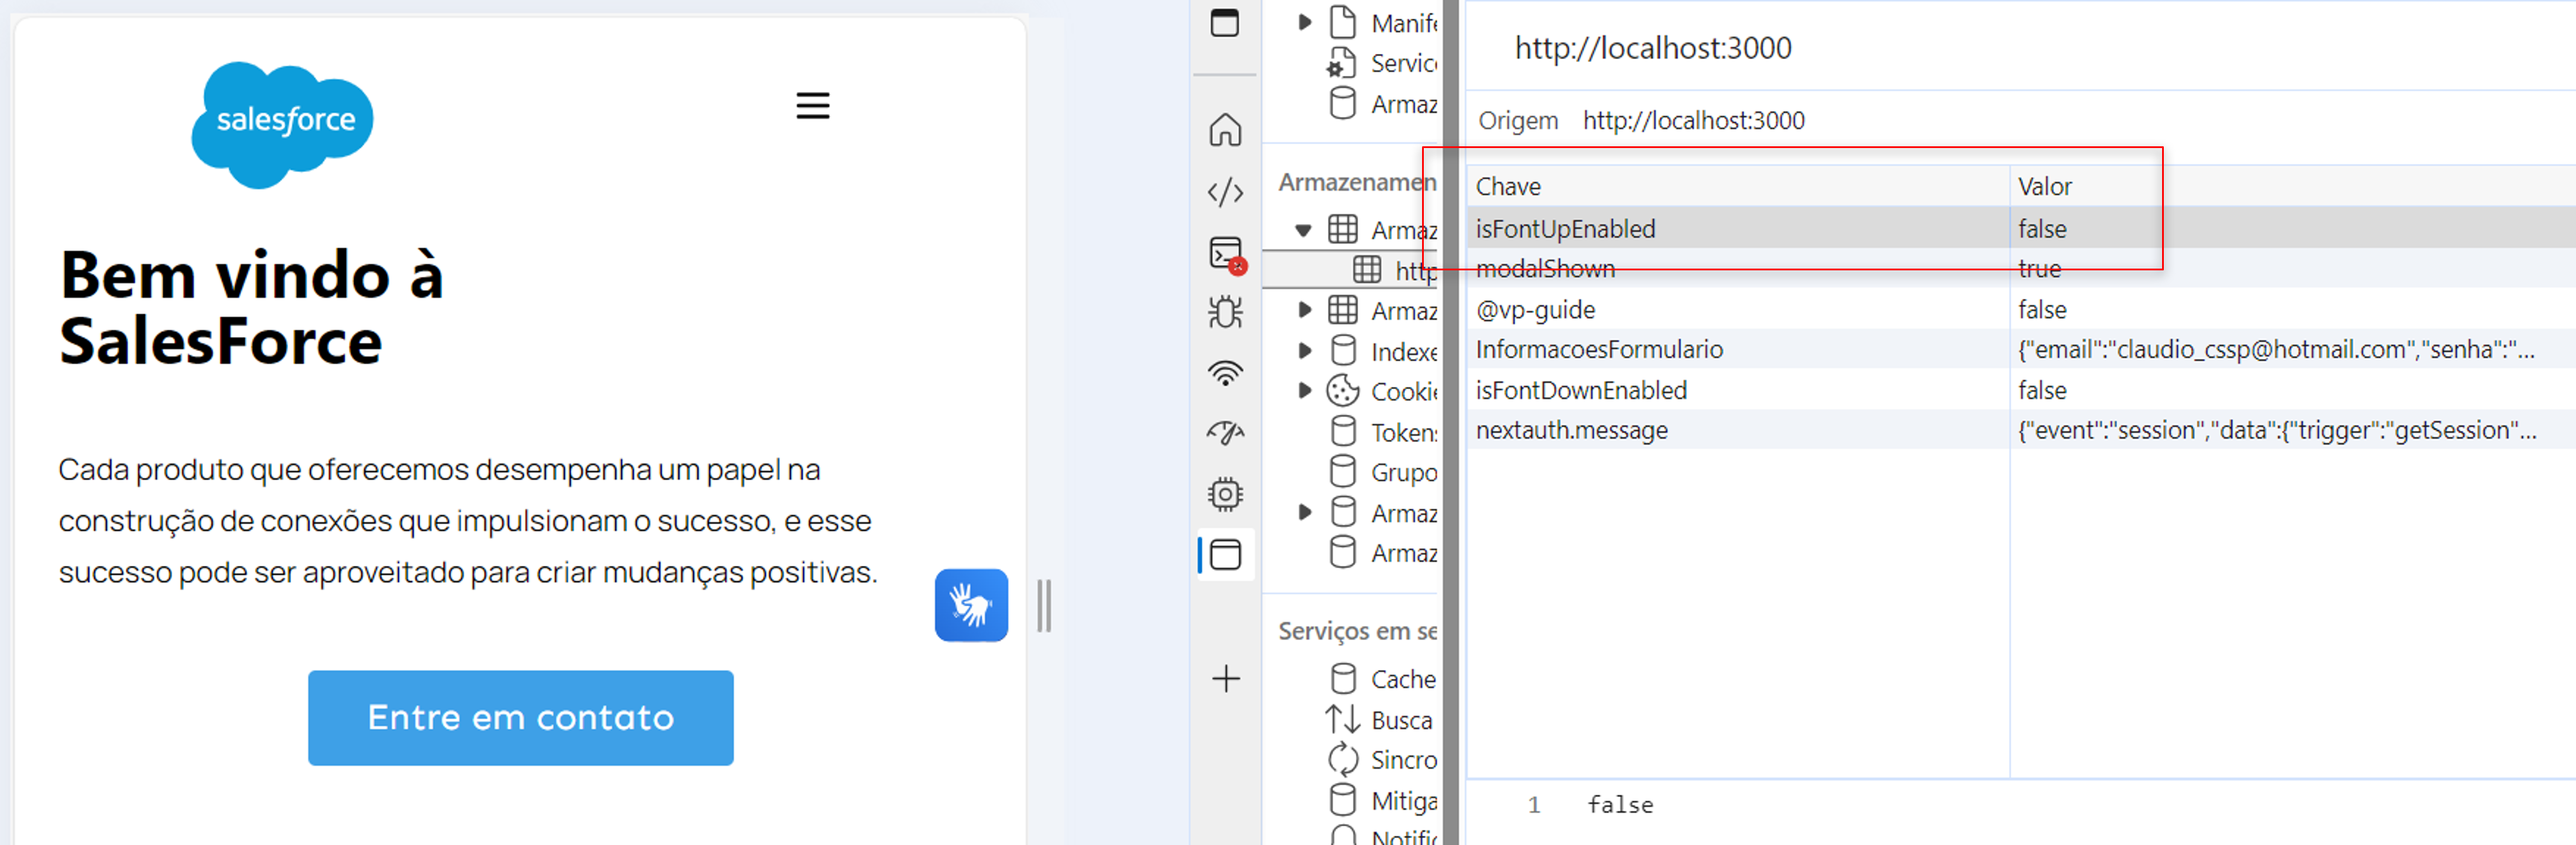 salesforce
Bem vindo à
SalesForce
Cada produto que oferecemos desempenha um papel na
construção de conexões que impulsionam o sucesso, e esse
sucesso pode ser aproveitado para criar mudanças positivas.
Entre em contato
Manife
Servic
Armaz
Armazenamen
Armaz
http
Armaz
Indexe
Cookie
Tokens
Grupo
Armaz
Armaz
Serviços em se
Cache
Busca
Sincro
Mitiga
Notific
http://localhost:3000
Origem http://localhost:3000
Chave Valor
isFontUpEnabled false
modalShown true
@vp-guide false
InformacoesFormulario {"email":"claudio_cssp@hotmail.com","senha":"...
isFontDownEnabled false
nextauth.message {"event":"session","data":{"trigger":"getSession"...
1 false